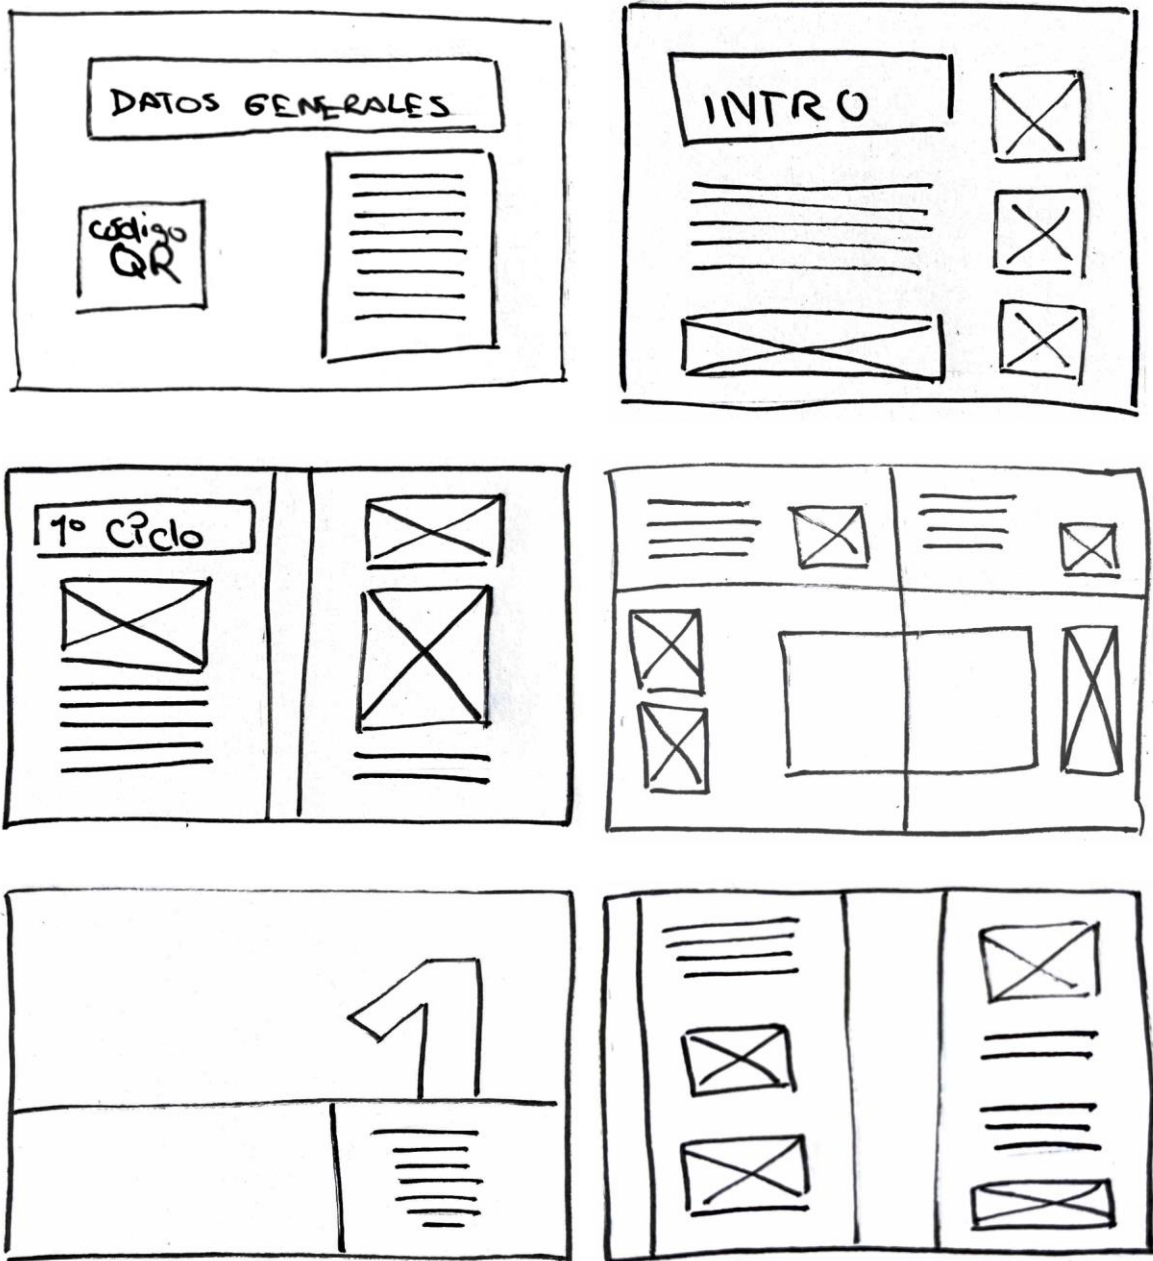 DATOS GENERALES
código
QR
INTRO
1º Ciclo
1